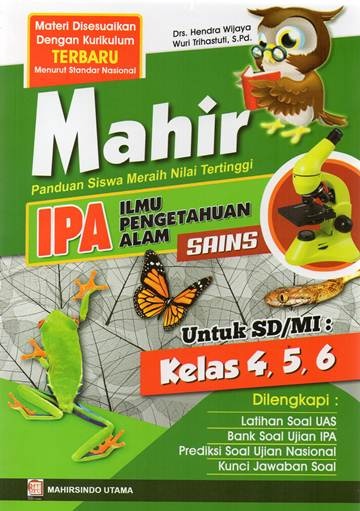 Materi Disesuaikan
Dengan Kurikulum
TERBARU
Menurut Standar Nasional
Drs. Hendra Wijaya
Wuri Trihastuti, S.Pd.
Mahir
Panduan Siswa Meraih Nilai Tertinggi
IPA
ILMU
PENGETAHUAN
ALAM
SAINS
Untuk SD/MI :
Kelas 4, 5, 6
Dilengkapi :
Latihan Soal UAS
Bank Soal Ujian IPA
Prediksi Soal Ujian Nasional
Kunci Jawaban Soal
MAHIRSINDO UTAMA